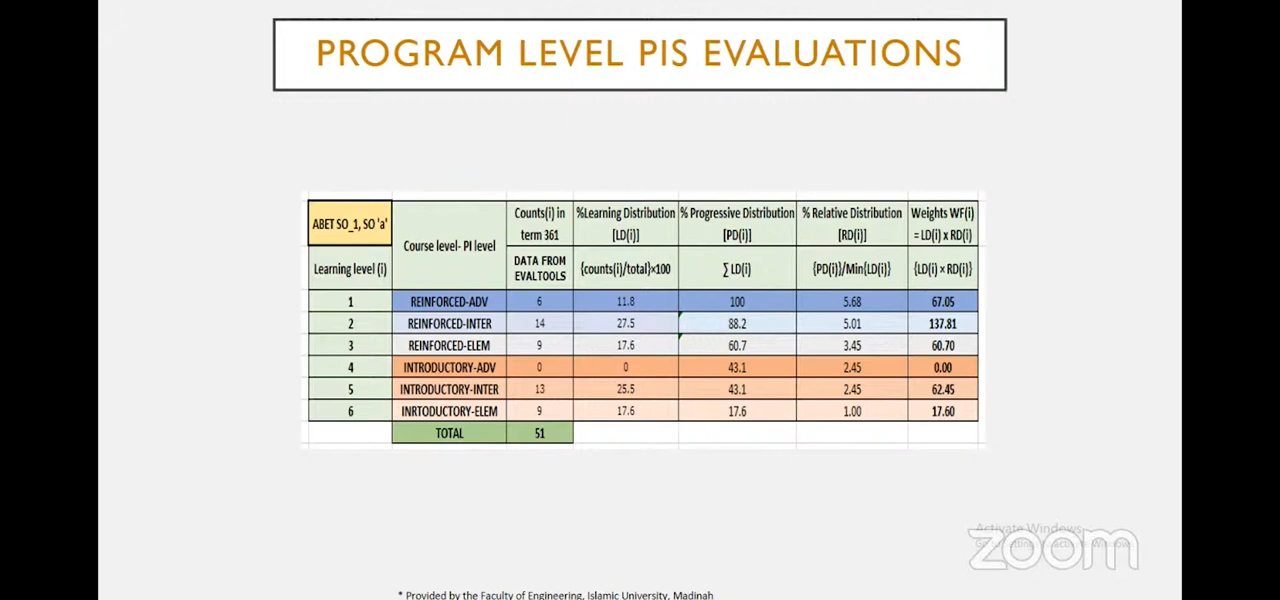 PROGRAM LEVEL PIS EVALUATIONS
ABET SO_1, SO 'a'
Learning level (i)
Course level- PI level
Counts(i) in
term 361
DATA FROM
EVALTOOLS
%Learning Distribution
[LD(i)]
{counts(i)/total}×100
% Progressive Distribution
[PD(i)]
∑ LD(i)
% Relative Distribution
[RD(i)]
{PD(i)}/Min{LD(i)}
Weights WF(i)
= LD(i) x RD(i)
{LD(i) x RD(i)}
1 REINFORCED-ADV 6 11.8 100 5.68 67.05
2 REINFORCED-INTER 14 27.5 88.2 5.01 137.81
3 REINFORCED-ELEM 9 17.6 60.7 3.45 60.70
4 INTRODUCTORY-ADV 0 0 43.1 2.45 0.00
5 INTRODUCTORY-INTER 13 25.5 43.1 2.45 62.45
6 INRTODUCTORY-ELEM 9 17.6 17.6 1.00 17.60
TOTAL 51
Activate Windows
zoom
* Provided by the Faculty of Engineering, Islamic University, Madinah